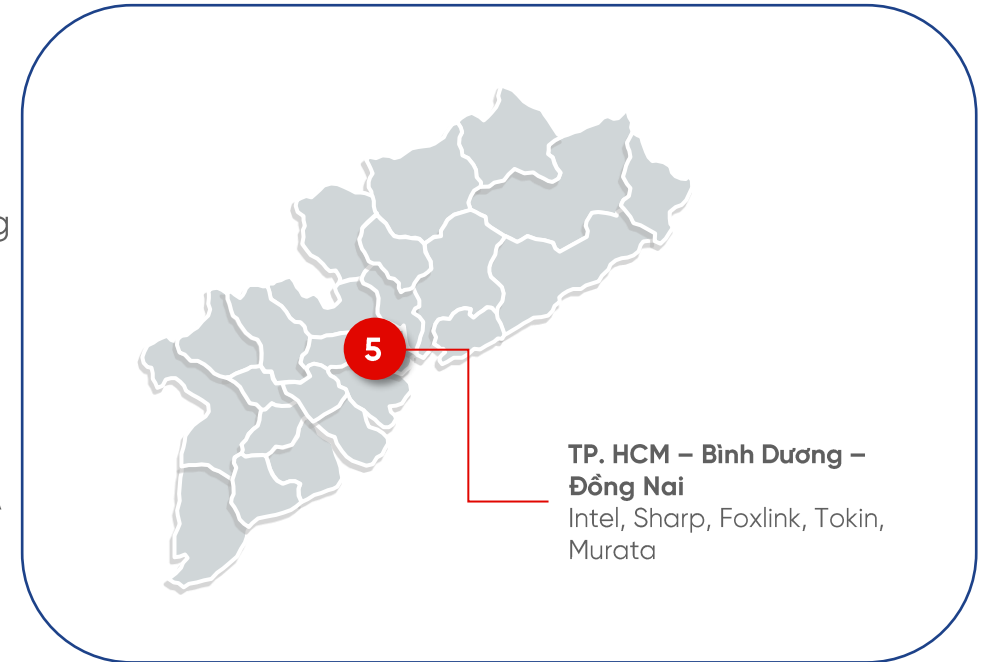 g
5
TP. HCM – Bình Dương –
Đồng Nai
Intel, Sharp, Foxlink, Tokin,
Murata